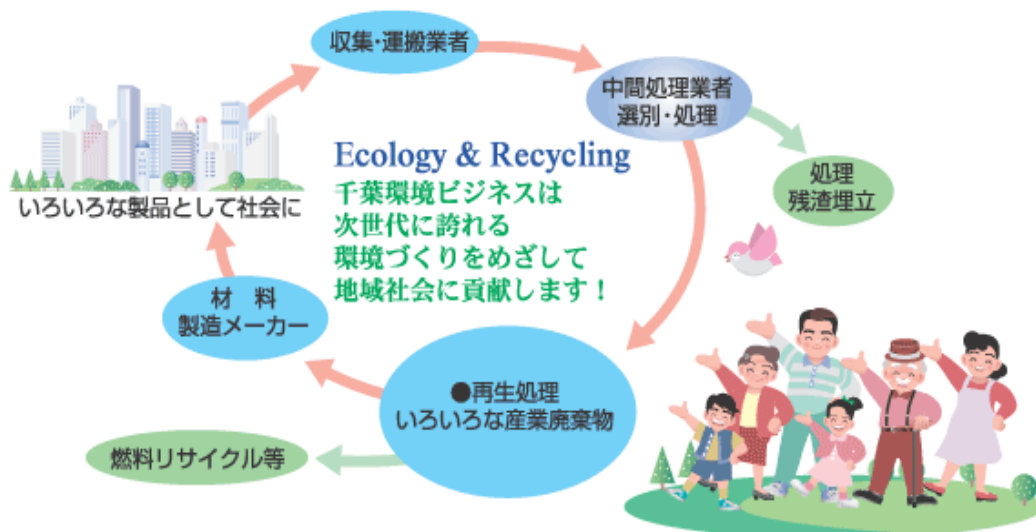 収集・運搬業者
中間処理業者
選別・処理
処理
残渣埋立
Ecology & Recycling
千葉環境ビジネスは
次世代に誇れる
環境づくりをめざして
地域社会に貢献します！
いろいろな製品として社会に
材　料
製造メーカー
●再生処理
いろいろな産業廃棄物
燃料リサイクル等